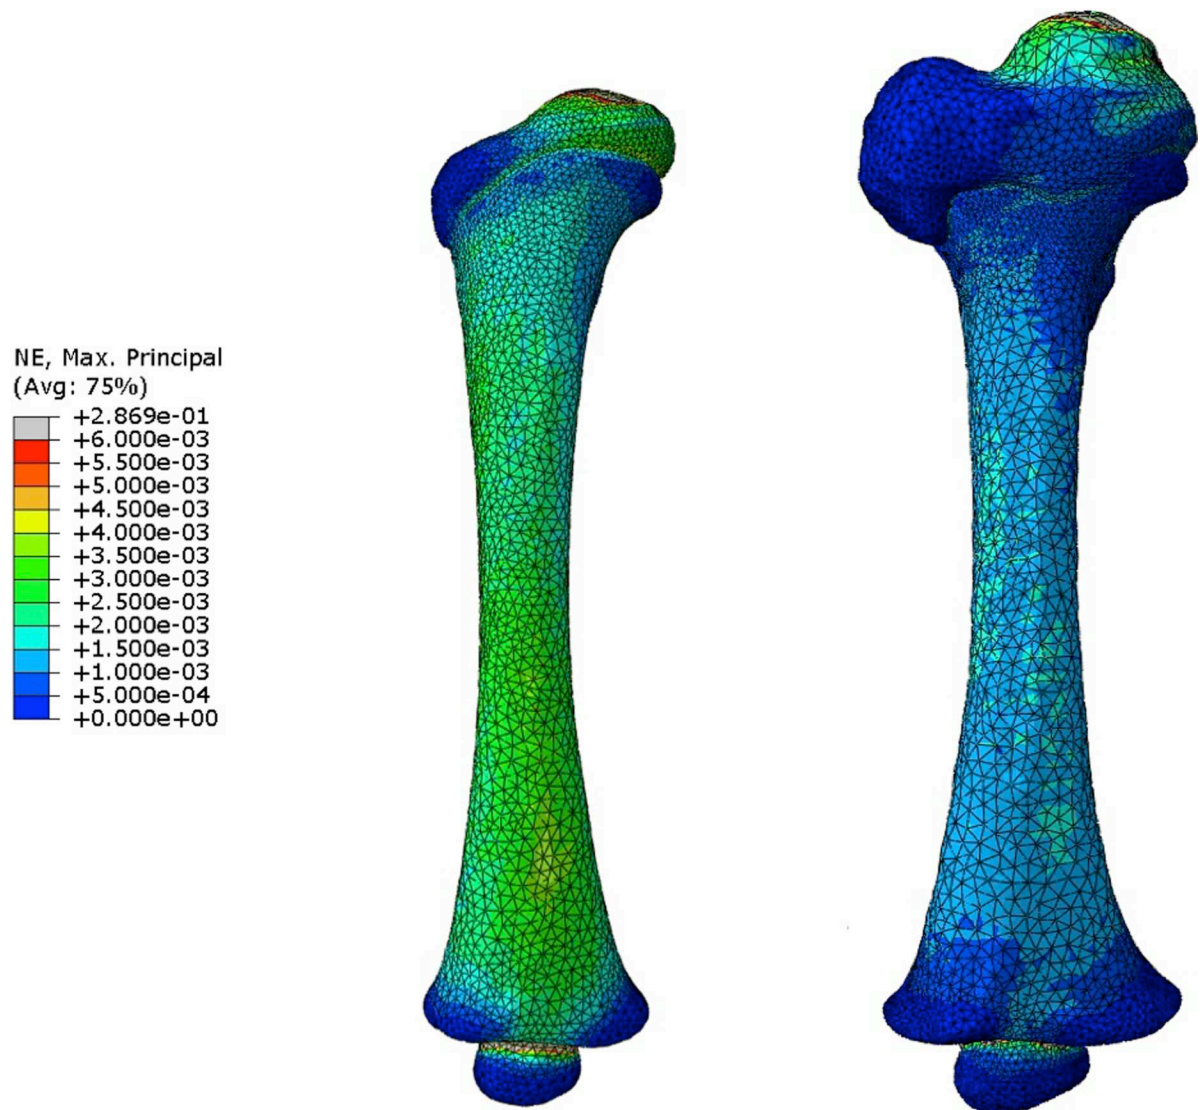 NE, Max. Principal
(Avg: 75%)
+2.869e-01
+6.000e-03
+5.500e-03
+5.000e-03
+4.500e-03
+4.000e-03
+3.500e-03
+3.000e-03
+2.500e-03
+2.000e-03
+1.500e-03
+1.000e-03
+5.000e-04
+0.000e+00